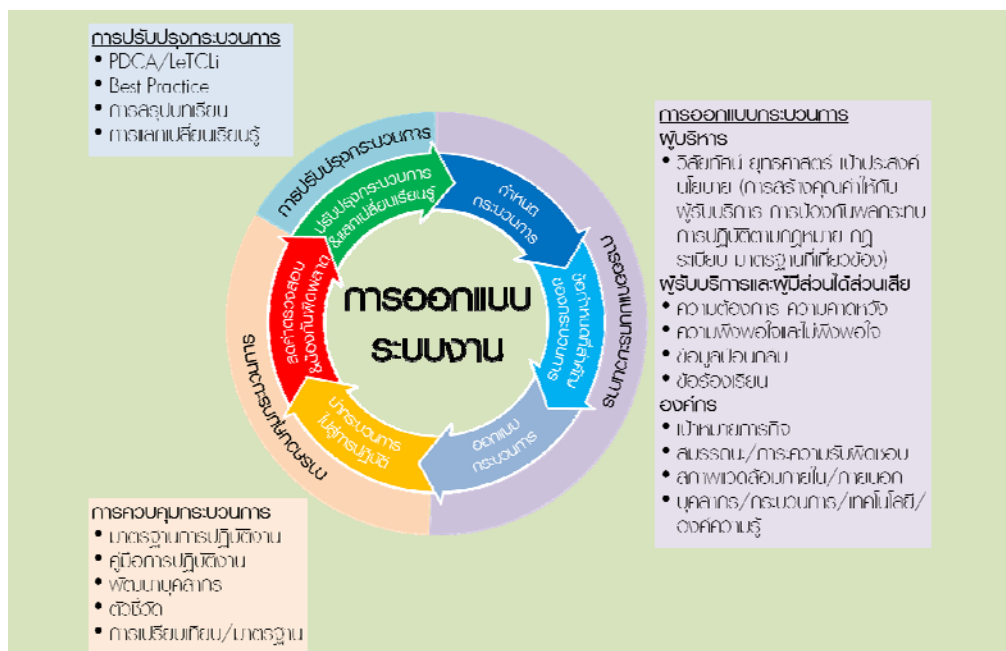 การปรับปรุงกระบวนการ
• PDCA/LeTCLi
• Best Practice
• การสรุปบทเรียน
• การแลกเปลี่ยนเรียนรู้
การออกแบบกระบวนการ
ผู้บริหาร
• วิสัยทัศน์ ยุทธศาสตร์ เป้าประสงค์
นโยบาย (การสร้างคุณค่าให้กับ
ผู้รับบริการ การป้องกันผลกระทบ
การปฏิบัติตามกฎหมาย กฎ
ระเบียบ มาตรฐานที่เกี่ยวข้อง)
ผู้รับบริการและผู้มีส่วนได้ส่วนเสีย
• ความต้องการ ความคาดหวัง
• ความพึงพอใจและไม่พึงพอใจ
• ข้อมูลป้อนกลับ
• ข้อร้องเรียน
องค์กร
• เป้าหมายภารกิจ
• สมรรถนะ/ภาระความรับผิดชอบ
• สภาพแวดล้อมภายใน/ภายนอก
• บุคลากร/กระบวนการ/เทคโนโลยี/
องค์ความรู้
การปรับปรุงกระบวนการ
การออกแบบกระบวนการ
การควบคุมกระบวนการ
กำหนด
กระบวนการ
จัดทำข้อกำหนดที่สำคัญ
ของกระบวนการ
ออกแบบ
กระบวนการ
นำกระบวนการ
ไปสู่การปฏิบัติ
ลดค่าตรวจสอบ
&ป้องกันผิดพลาด
ปรับปรุงกระบวนการ
&แลกเปลี่ยนเรียนรู้
การออกแบบ
ระบบงาน
การควบคุมกระบวนการ
• มาตรฐานการปฏิบัติงาน
• คู่มือการปฏิบัติงาน
• พัฒนาบุคลากร
• ตัวชี้วัด
• การเปรียบเทียบ/มาตรฐาน